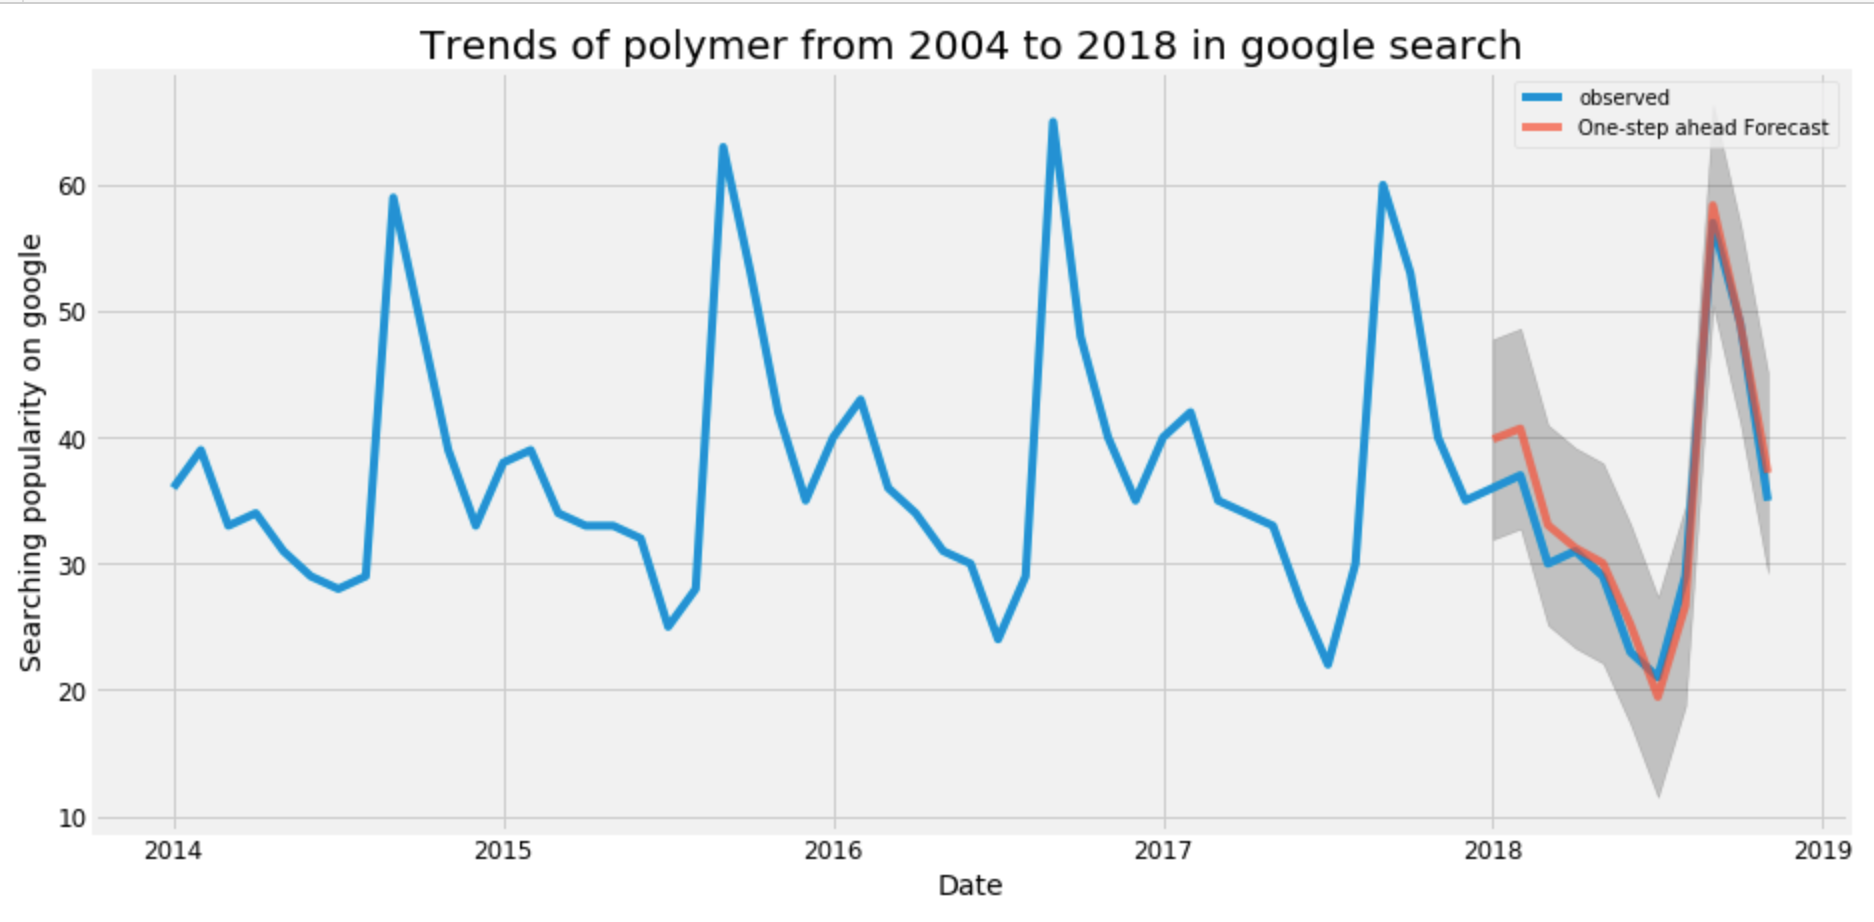 Trends of polymer from 2004 to 2018 in google search
observed
One-step ahead Forecast
Searching popularity on google
60
50
40
30
20
10
2014 2015 2016 2017 2018 2019
Date